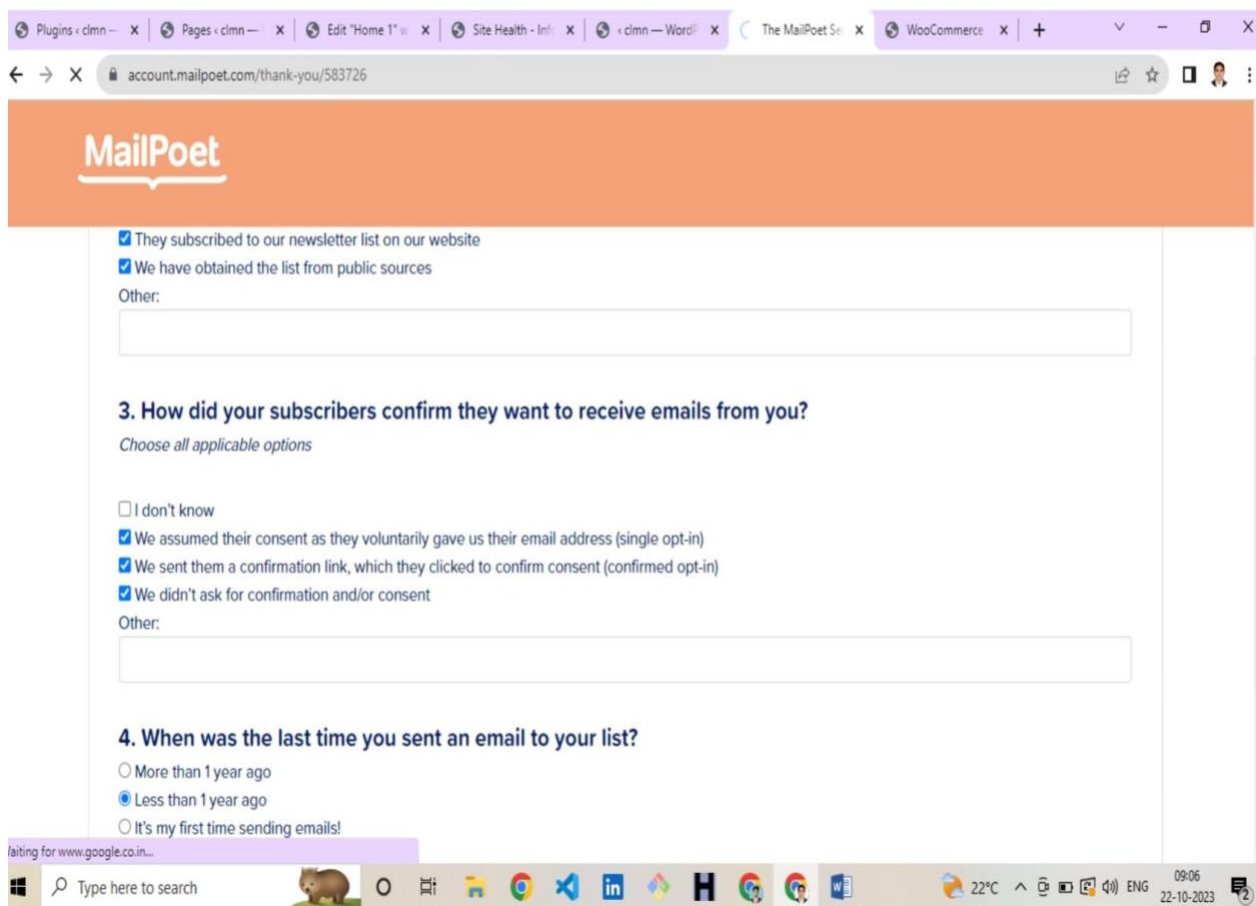 Plugins ‹ clmn —
Pages ‹ clmn —
Edit "Home 1" w
Site Health - Inf
‹ clmn — WordP
The MailPoet Se
WooCommerce
account.mailpoet.com/thank-you/583726
MailPoet
They subscribed to our newsletter list on our website
We have obtained the list from public sources
Other:
3. How did your subscribers confirm they want to receive emails from you?
Choose all applicable options
I don't know
We assumed their consent as they voluntarily gave us their email address (single opt-in)
We sent them a confirmation link, which they clicked to confirm consent (confirmed opt-in)
We didn't ask for confirmation and/or consent
Other:
4. When was the last time you sent an email to your list?
More than 1 year ago
Less than 1 year ago
It's my first time sending emails!
aiting for www.google.co.in...
Type here to search
22°C
ENG
09:06
22-10-2023
2